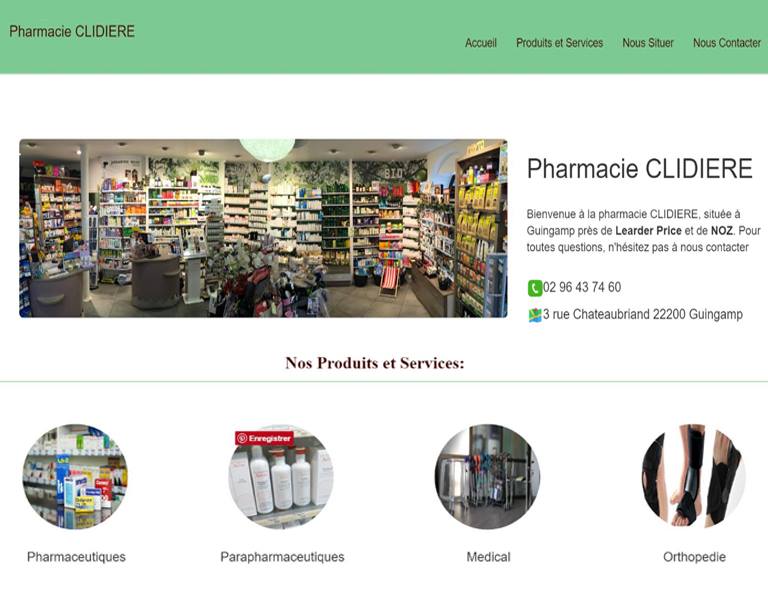 Pharmacie CLIDIERE
Accueil Produits et Services Nous Situer Nous Contacter
BIO
Pharmacie CLIDIERE
Bienvenue à la pharmacie CLIDIERE, située à
Guingamp près de Learder Price et de NOZ. Pour
toutes questions, n'hésitez pas à nous contacter
02 96 43 74 60
3 rue Chateaubriand 22200 Guingamp
Nos Produits et Services:
Enregistrer
Pharmaceutiques Parapharmaceutiques Medical Orthopedie